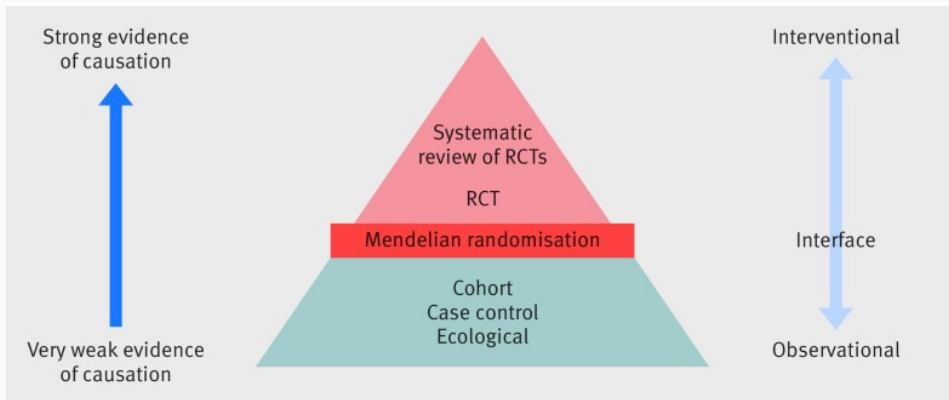 Strong evidence
of causation
Very weak evidence
of causation
Systematic
review of RCTs
RCT
Mendelian randomisation
Cohort
Case control
Ecological
Interventional
Interface
Observational